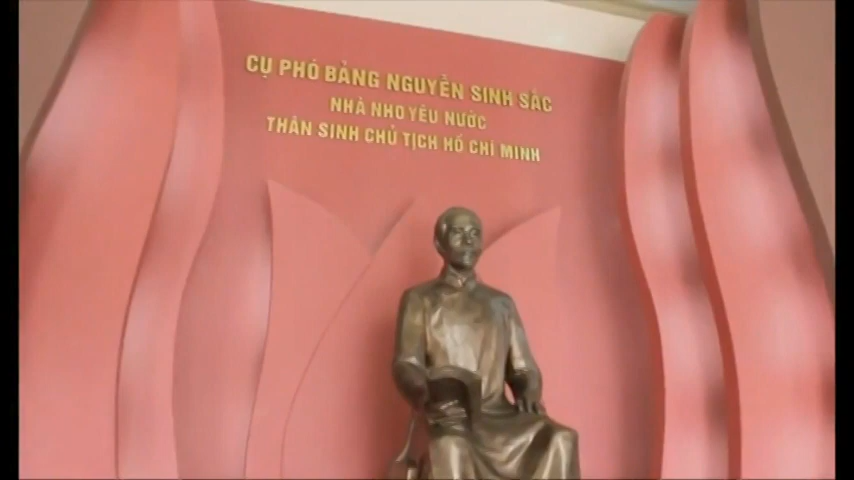 CỤ PHÓ BẢNG NGUYỄN SINH SẮC
NHÀ NHO YÊU NƯỚC
THÂN SINH CHỦ TỊCH HỒ CHÍ MINH